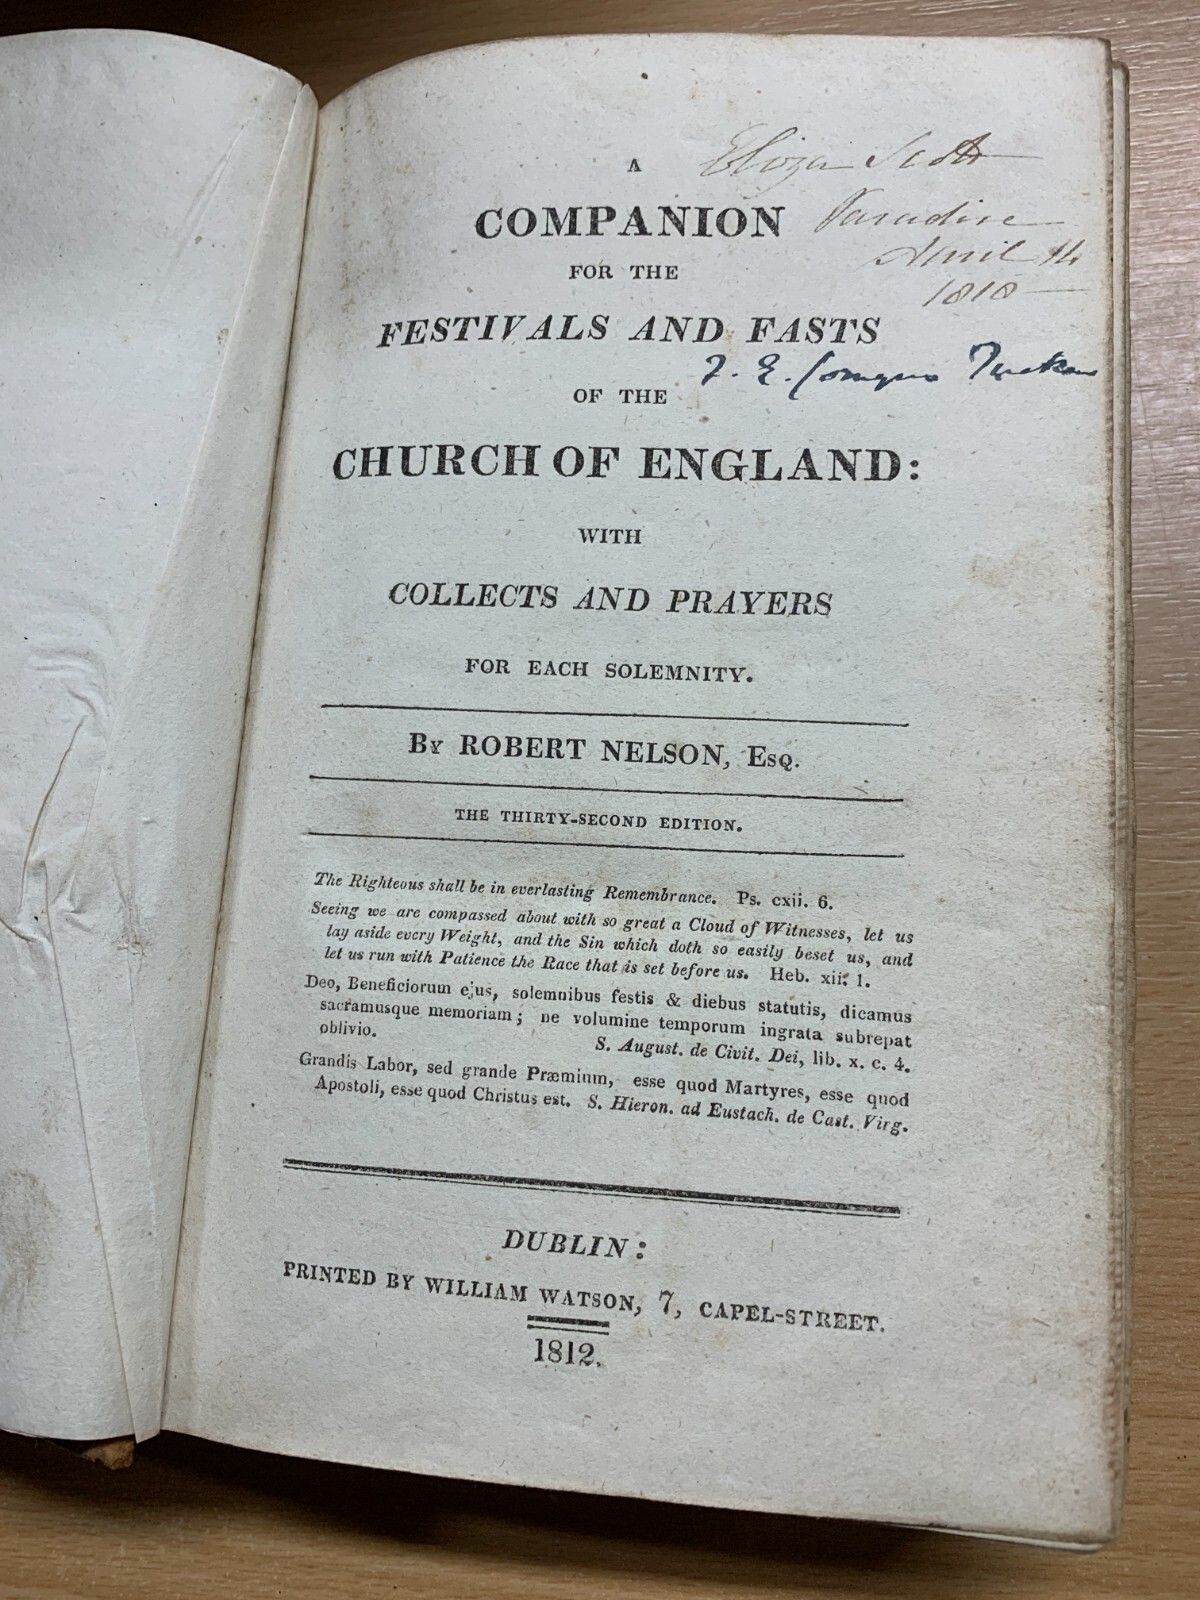 Eliza Scott
Paradise
April 14
1818
A
COMPANION
FOR THE
FESTIVALS AND FASTS
OF THE
CHURCH OF ENGLAND:
WITH
COLLECTS AND PRAYERS
FOR EACH SOLEMNITY.
By ROBERT NELSON, Esq.
THE THIRTY-SECOND EDITION.
The Righteous shall be in everlasting Remembrance. Ps. cxii. 6.
Seeing we are compassed about with so great a Cloud of Witnesses, let us
lay aside every Weight, and the Sin which doth so easily beset us, and
let us run with Patience the Race that is set before us. Heb. xii. 1.
Deo, Beneficiorum ejus, solemnibus festis & diebus statutis, dicamus
sacramusque memoriam; ne volumine temporum ingrata subrepat
oblivio. S. August. de Civit. Dei, lib. x. c. 4.
Grandis Labor, sed grande Præmium, esse quod Martyres, esse quod
Apostoli, esse quod Christus est. S. Hieron. ad Eustach. de Cast. Virg.
DUBLIN:
PRINTED BY WILLIAM WATSON, 7, CAPEL-STREET.
1812.